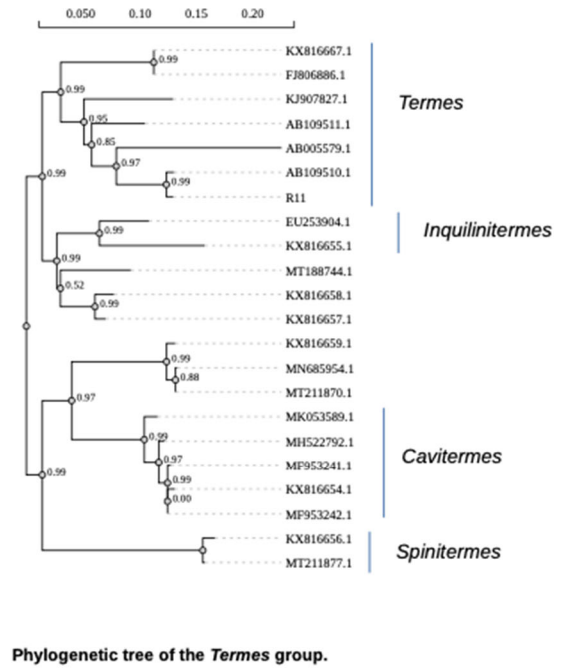 0.050 0.10 0.15 0.20
KX816667.1
0.99
FJ806886.1
0.99
KJ907827.1
Termes
0.95
AB109511.1
0.85
AB005579.1
0.97
AB109510.1
0.99
0.99
R11
EU253904.1
0.99
Inquilinitermes
KX816655.1
0.99
MT188744.1
0.52
KX816658.1
0.99
KX816657.1
KX816659.1
0.99
MN685954.1
0.88
MT211870.1
0.97
MK053589.1
0.99
MH522792.1
Cavitermes
0.97
MF953241.1
0.99
0.99
KX816654.1
0.00
MF953242.1
KX816656.1
Spinitermes
MT211877.1
Phylogenetic tree of the Termes group.